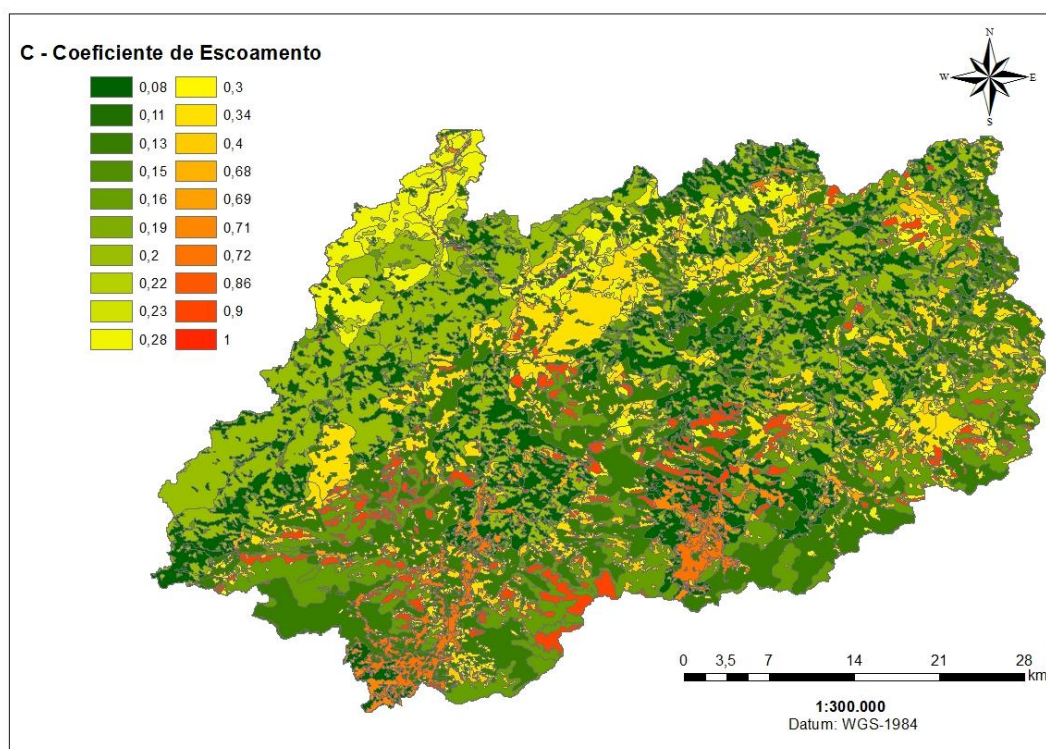 C - Coeficiente de Escoamento
0,08 0,3
0,11 0,34
0,13 0,4
0,15 0,68
0,16 0,69
0,19 0,71
0,2 0,72
0,22 0,86
0,23 0,9
0,28 1
N
W E
S
0 3,5 7 14 21 28
km
1:300.000
Datum: WGS-1984